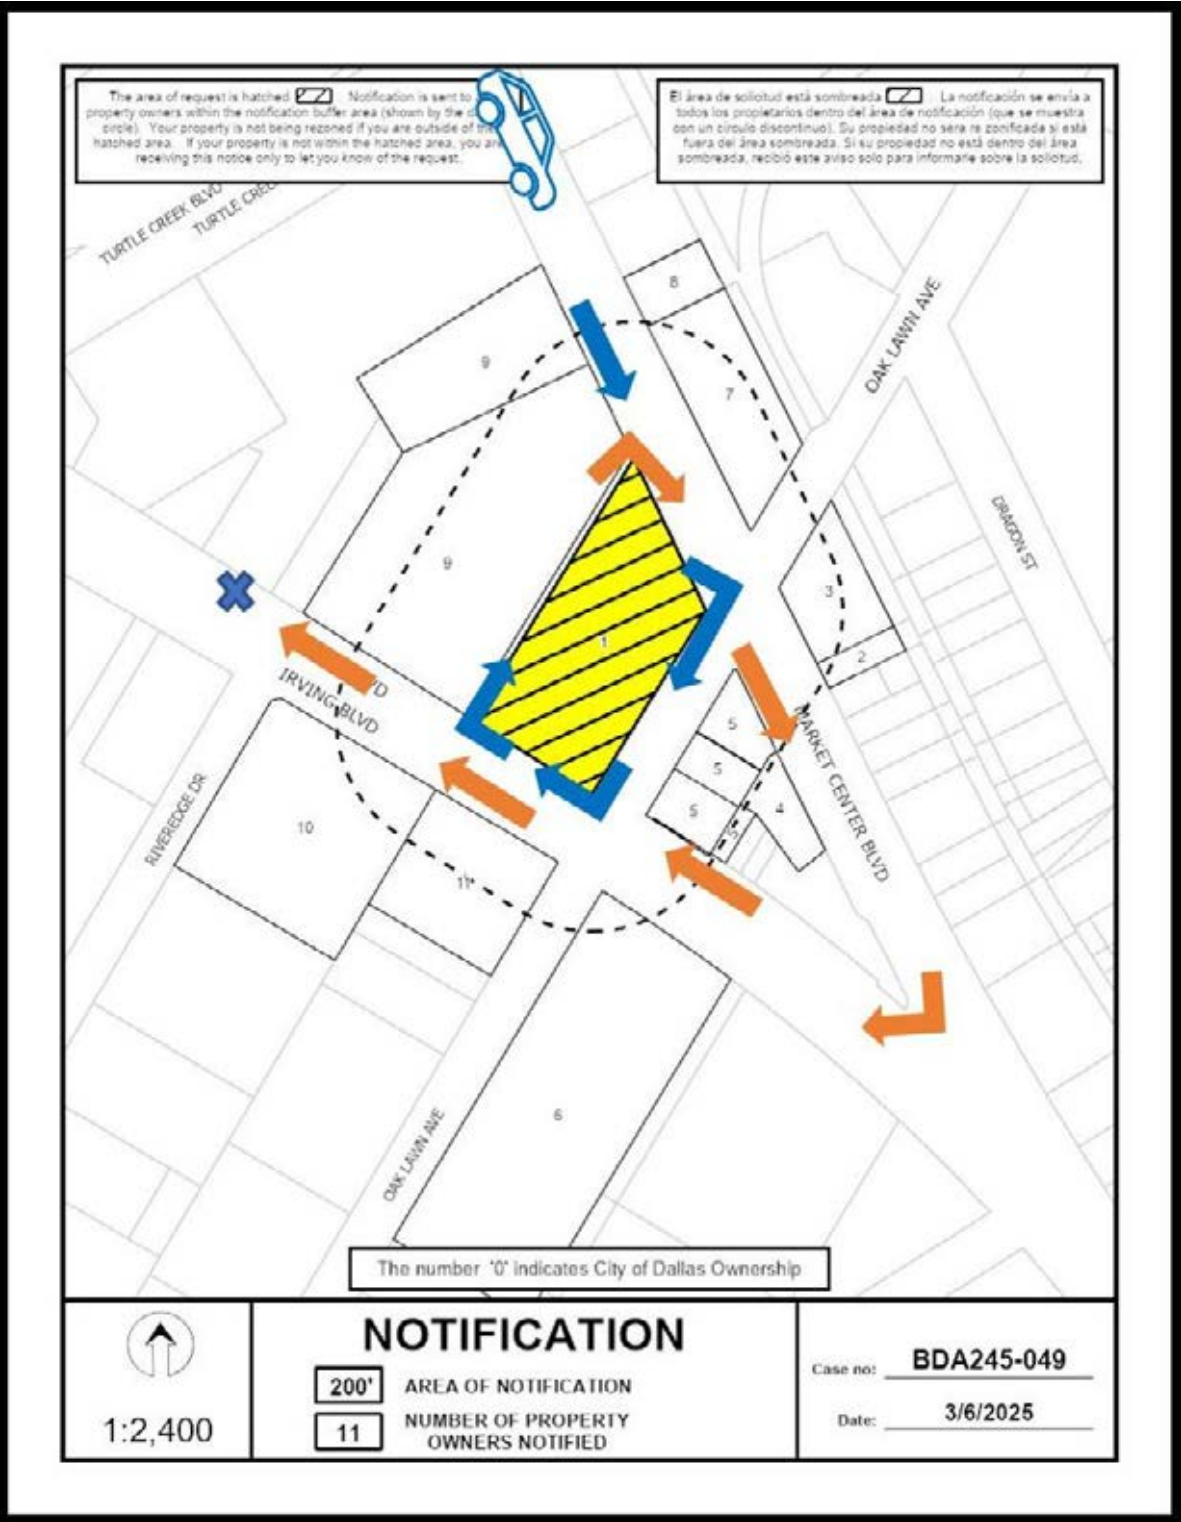 The area of request is hatched. Notification is sent to
property owners within the notification buffer area (shown by the
circle). Your property is not being rezoned if you are outside of
hatched area. If your property is not within the hatched area, you are
receiving this notice only to let you know of the request.
El área de solicitud está sombreada. La notificación se envía a
todos los propietarios dentro del área de notificación (que se muestra
con un círculo discontinuo). Su propiedad no sera re zonificada si está
fuera del área sombreada. Si su propiedad no está dentro del área
sombreada, recibió este aviso solo para informarle sobre la solicitud.
TURTLE CREEK BLVD
TURTLE
8
OAK LAWN AVE
9
7
DRAGON ST
9
3
1
2
IRVING BLVD
5
MARKET CENTER BLVD
5
RIVEREDGE DR
5
4
5
10
11
6
OAK LAWN AVE
The number '0' indicates City of Dallas Ownership
1:2,400
NOTIFICATION
200' AREA OF NOTIFICATION
11 NUMBER OF PROPERTY
OWNERS NOTIFIED
Case no: BDA245-049
Date: 3/6/2025